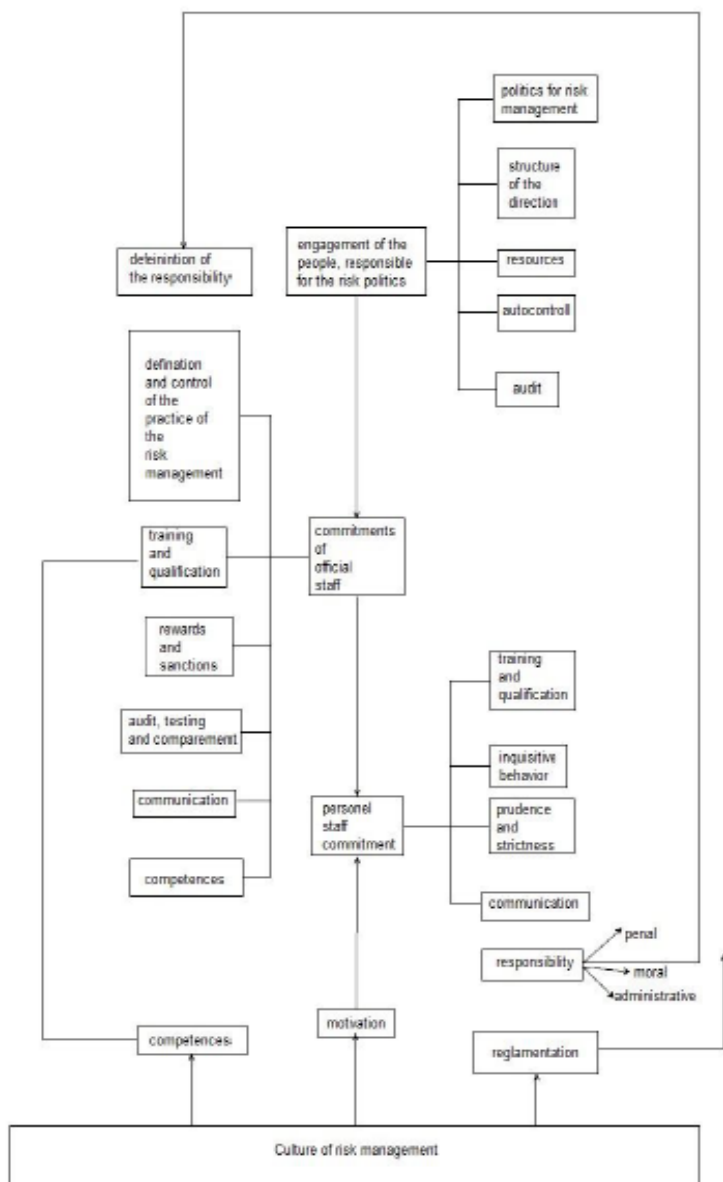 politics for risk
management
structure
of the
direction
engagement of the
people, responsible
for the risk politics
resources
autocontroll
audit
defeinintion of
the responsibility
defination
and control
of the
practice of
the
risk
management
training
and
qualification
commitments
of
official
staff
rewards
and
sanctions
audit, testing
and comparement
communication
competences
training
and
qualification
inquisitive
behavior
personel
staff
commitment
prudence
and
strictness
communication
responsibility
penal
moral
administrative
competences
motivation
reglamentation
Culture of risk management